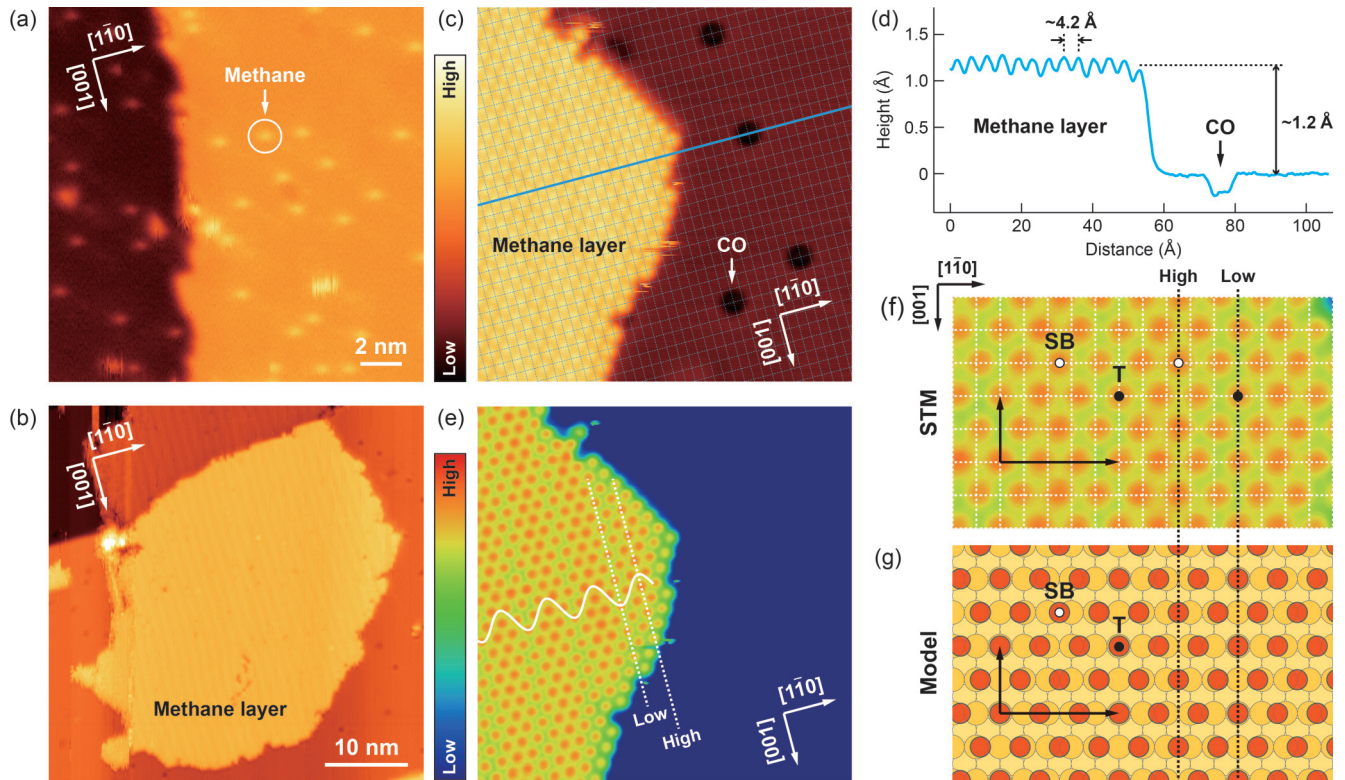 (a)
[11̅0]
[001]
Methane
2 nm
High
Low
(c)
Methane layer
CO
[11̅0]
[001]
(d)
~4.2 Å
Height (Å)
1.5
1.0
0.5
0
Methane layer
CO
~1.2 Å
0
20
40
60
80
100
Distance (Å)
(b)
[11̅0]
[001]
Methane layer
10 nm
High
Low
(e)
Low
High
[11̅0]
[001]
[11̅0]
[001]
High
Low
(f)
STM
SB
T
(g)
Model
SB
T